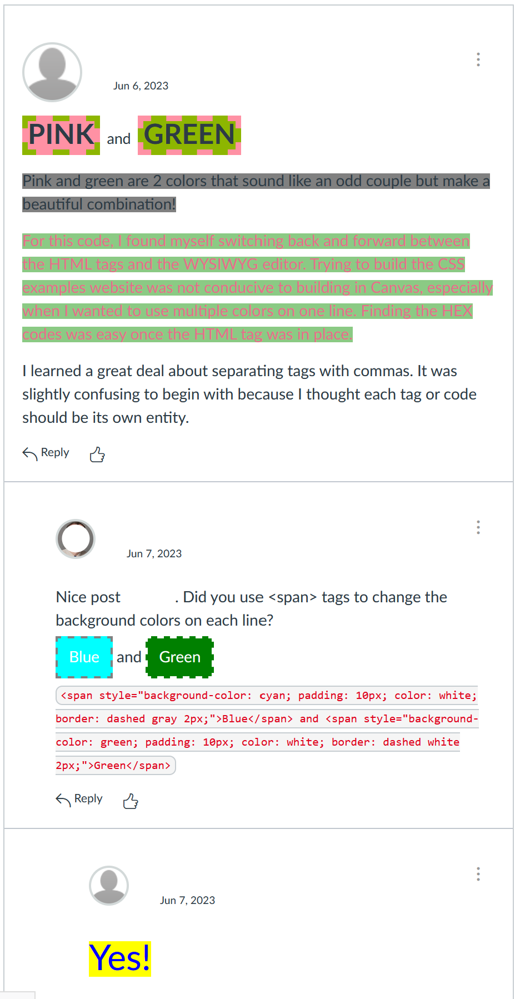 Jun 6, 2023
PINK and GREEN
Pink and green are 2 colors that sound like an odd couple but make a
beautiful combination!
For this code, I found myself switching back and forward between
the HTML tags and the WYSIWYG editor. Trying to build the CSS
examples website was not conducive to building in Canvas, especially
when I wanted to use multiple colors on one line. Finding the HEX
codes was easy once the HTML tag was in place.
I learned a great deal about separating tags with commas. It was
slightly confusing to begin with because I thought each tag or code
should be its own entity.
Reply
Jun 7, 2023
Nice post . Did you use <span> tags to change the
background colors on each line?
Blue and Green
<span style="background-color: cyan; padding: 10px; color: white;
border: dashed gray 2px;">Blue</span> and <span style="background-
color: green; padding: 10px; color: white; border: dashed white
2px;">Green</span>
Reply
Jun 7, 2023
Yes!